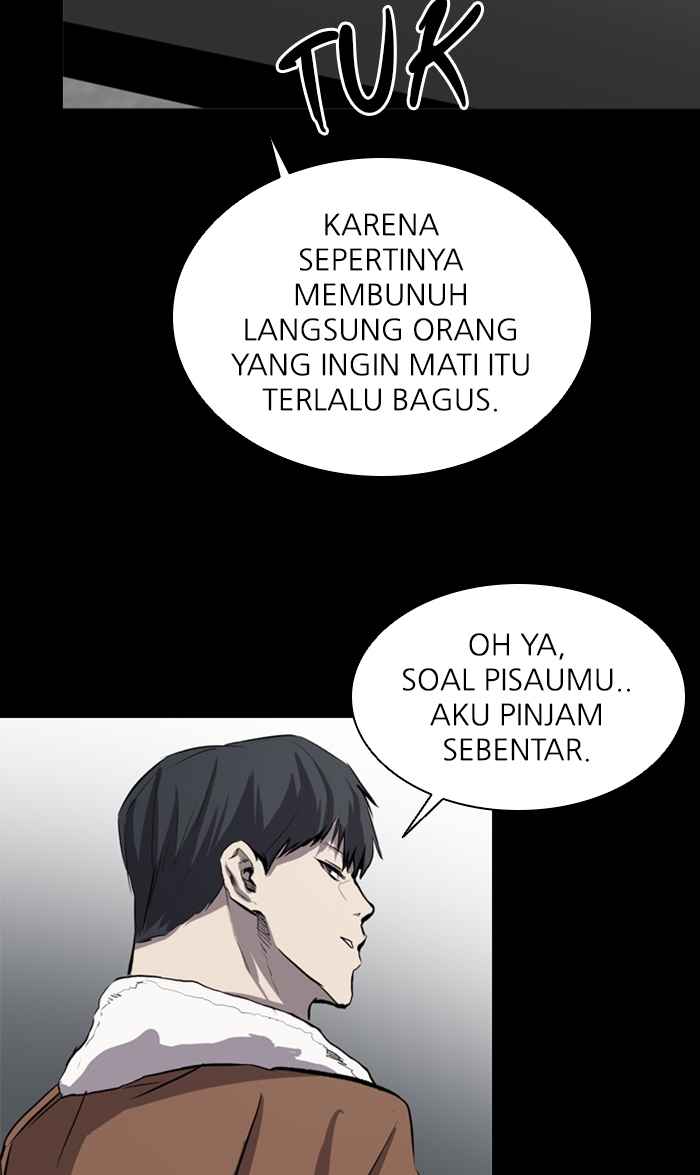 TUK
KARENA
SEPERTINYA
MEMBUNUH
LANGSUNG ORANG
YANG INGIN MATI ITU
TERLALU BAGUS.
OH YA,
SOAL PISAUMU..
AKU PINJAM
SEBENTAR.